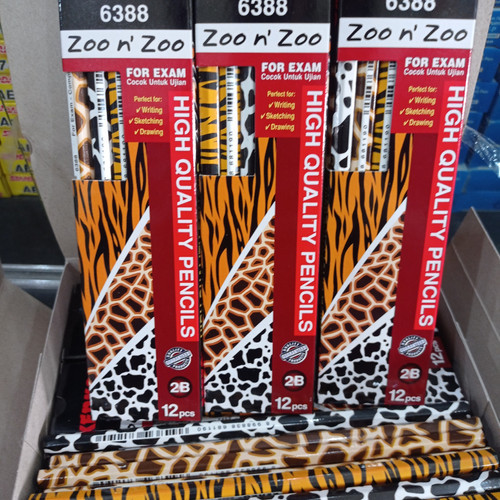 6388
Zoo n' Zoo
FOR EXAM
Cocok Untuk Ujian
Perfect for:
✓ Writing
✓ Sketching
✓ Drawing
HIGH QUALITY PENCILS
2B
12pcs
6388
Zoo n' Zoo
FOR EXAM
Cocok Untuk Ujian
Perfect for:
✓ Writing
✓ Sketching
✓ Drawing
HIGH QUALITY PENCILS
2B
12pcs
6388
Zoo n' Zoo
FOR EXAM
Cocok Untuk Ujian
Perfect for:
✓ Writing
✓ Sketching
✓ Drawing
HIGH QUALITY PENCILS
2B
12pcs
12pcs